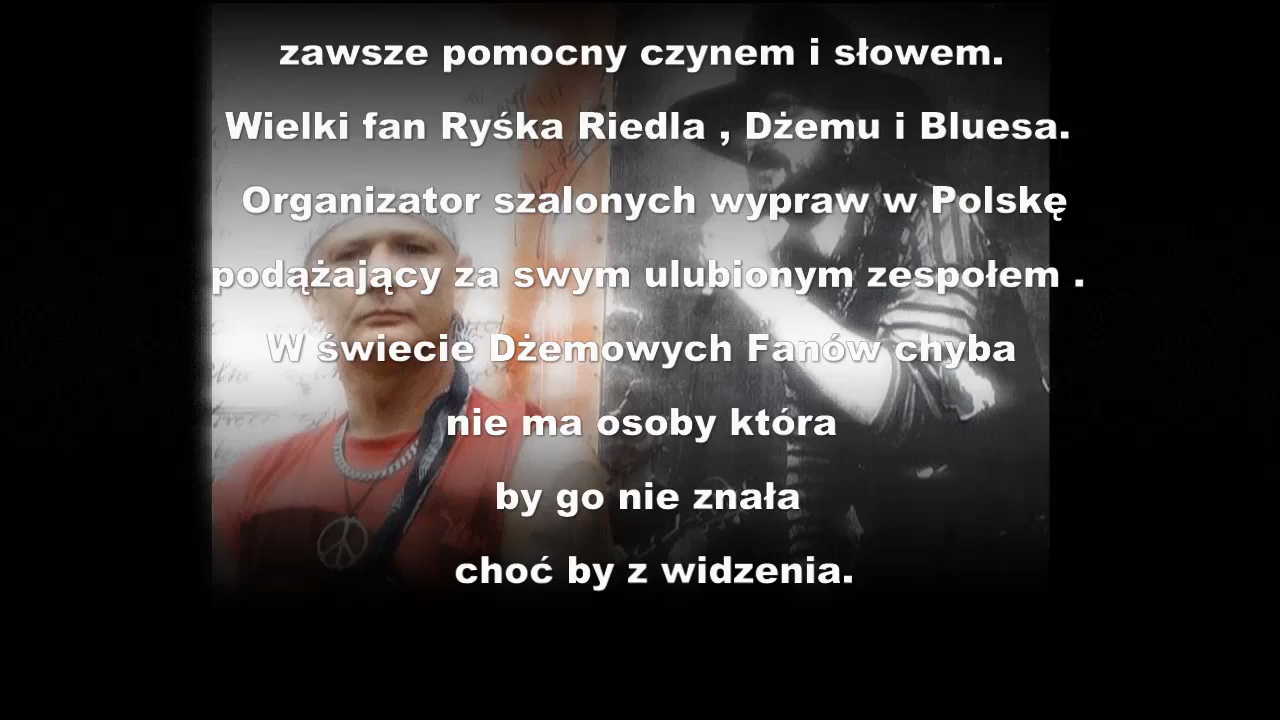 zawsze pomocny czynem i słowem.
Wielki fan Ryśka Riedla , Dżemu i Bluesa.
Organizator szalonych wypraw w Polskę
podążający za swym ulubionym zespołem .
W świecie Dżemowych Fanów chyba
nie ma osoby która
by go nie znała
choć by z widzenia.